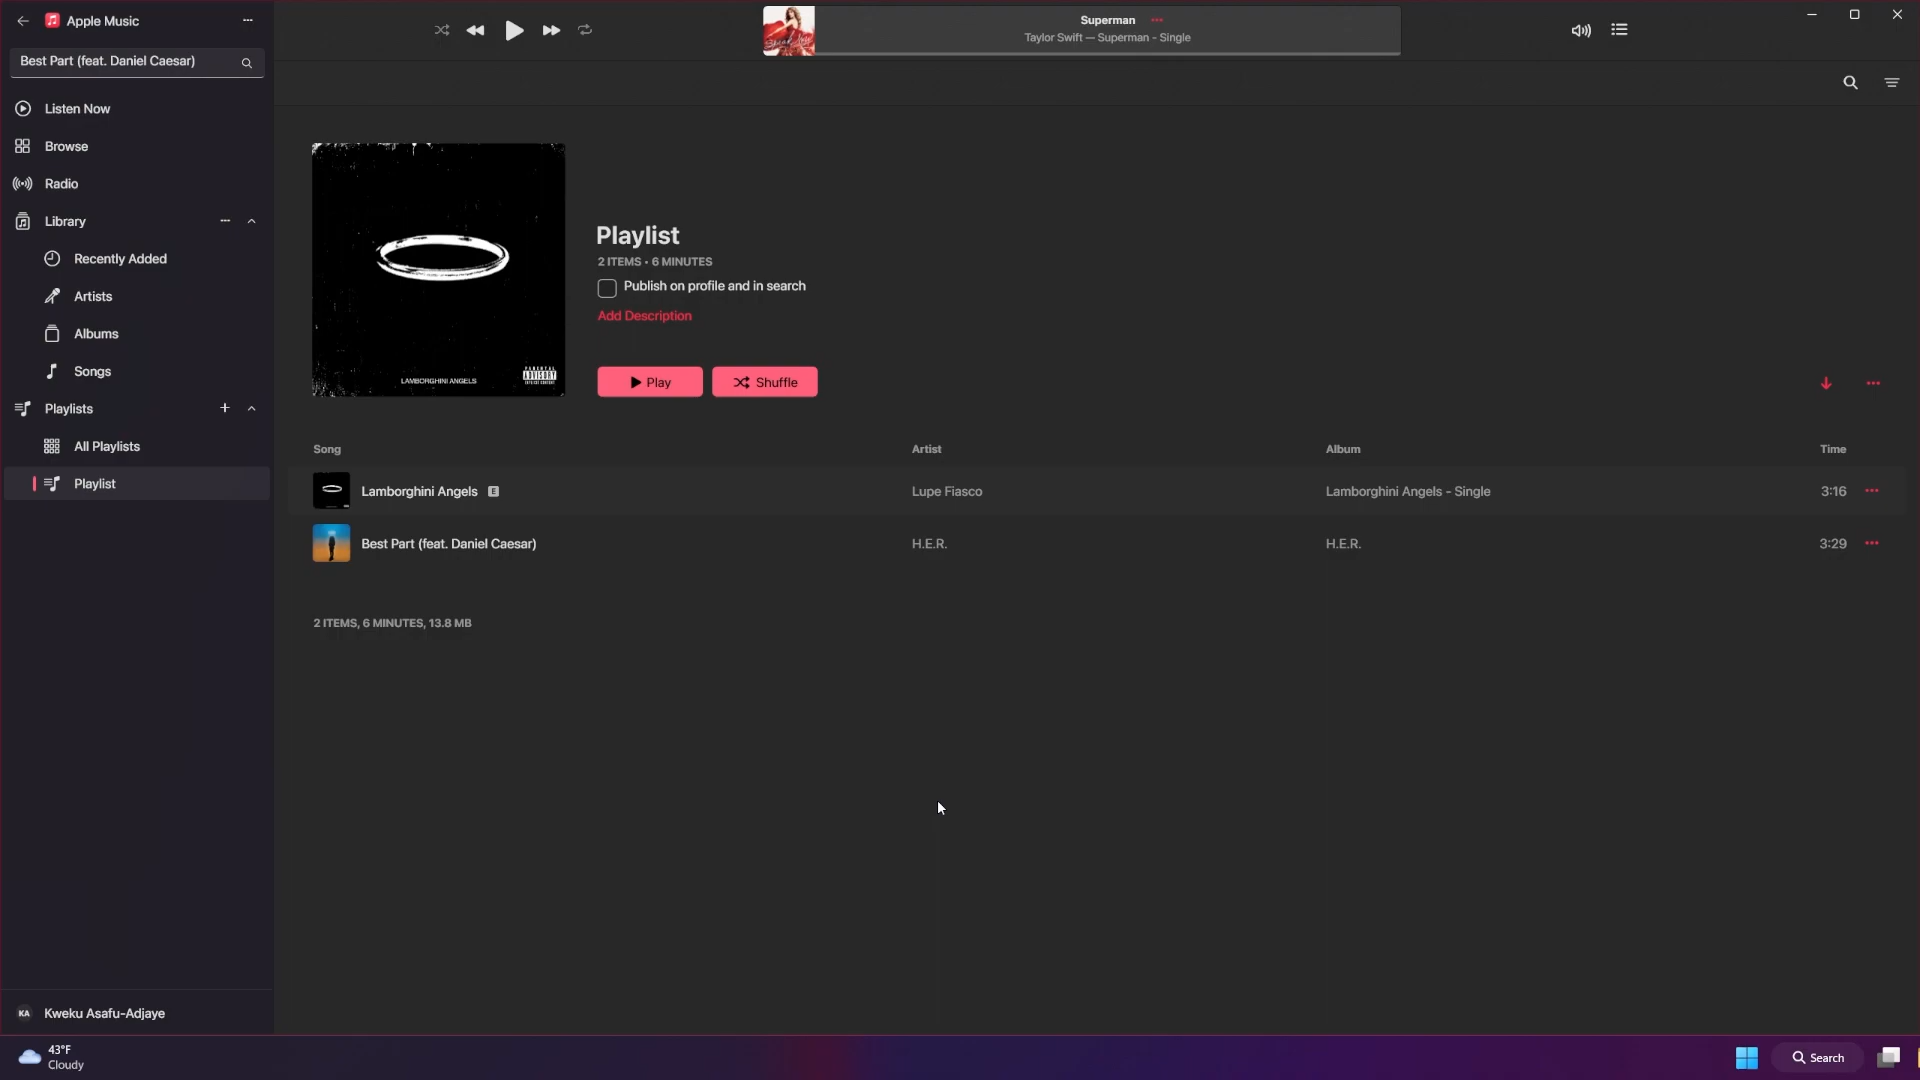 Apple Music
Best Part (feat. Daniel Caesar)
Listen Now
Browse
Radio
Library
Recently Added
Artists
Albums
Songs
Playlists
All Playlists
Playlist
KA Kweku Asafu-Adjaye
Superman
Taylor Swift — Superman - Single
LAMBORGHINI ANGELS
PARENTAL
ADVISORY
EXPLICIT CONTENT
Playlist
2 ITEMS • 6 MINUTES
Publish on profile and in search
Add Description
Play
Shuffle
Song Artist Album Time
Lamborghini Angels E Lupe Fiasco Lamborghini Angels - Single 3:16
Best Part (feat. Daniel Caesar) H.E.R. H.E.R. 3:29
2 ITEMS, 6 MINUTES, 13.8 MB
43°F
Cloudy
Search